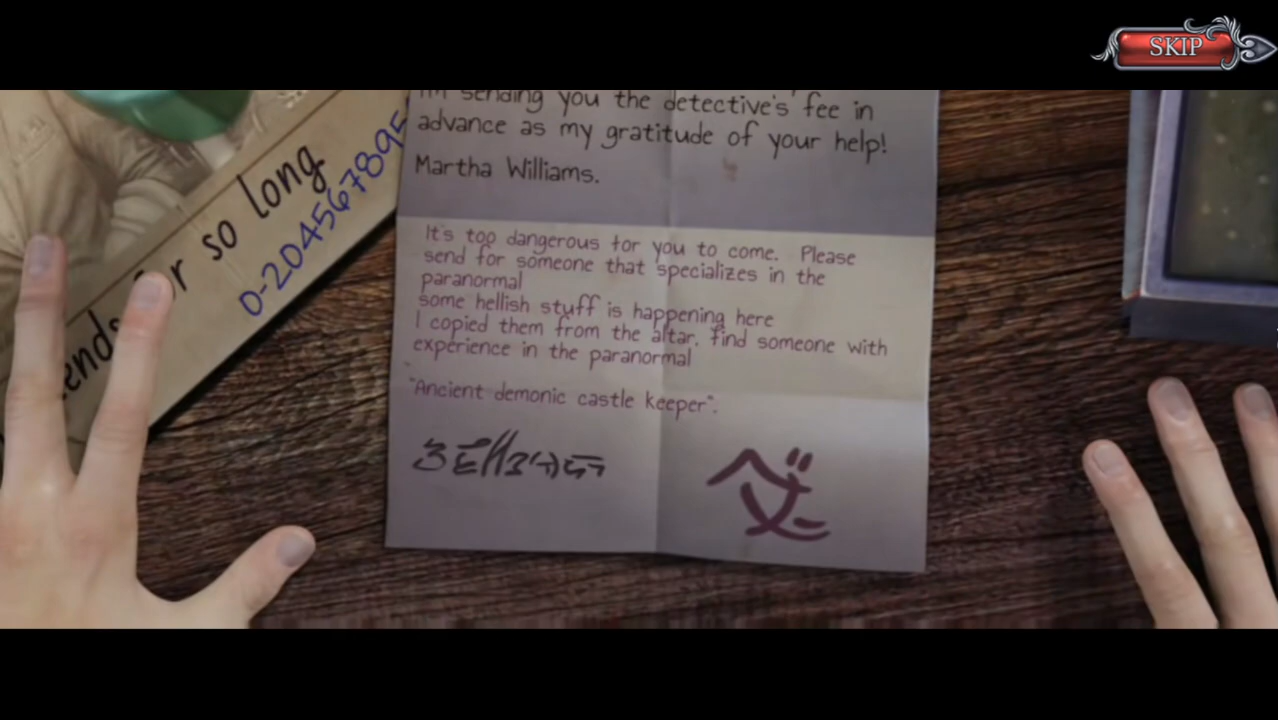 SKIP
I'm sending you the detective's fee in
advance as my gratitude of your help!
Martha Williams.
so long
0-204567895
It's too dangerous for you to come. Please
send for someone that specializes in the
paranormal
some hellish stuff is happening here
I copied them from the altar, find someone with
experience in the paranormal
"Ancient demonic castle keeper".